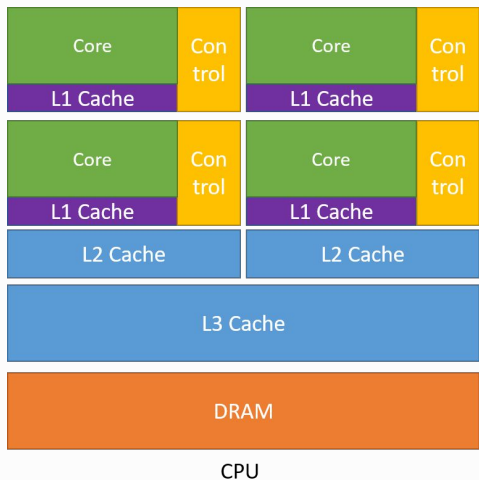 Core
Con
trol
L1 Cache
Core
Con
trol
L1 Cache
Core
Con
trol
L1 Cache
Core
Con
trol
L1 Cache
L2 Cache
L2 Cache
L3 Cache
DRAM
CPU